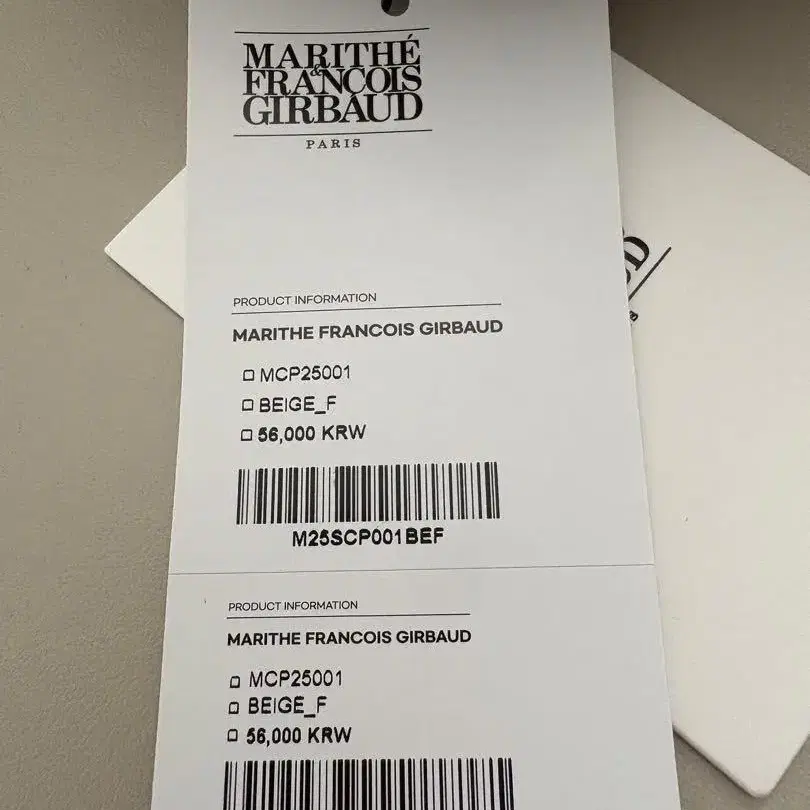 MARITHÉ
&
FRANCOIS
GIRBAUD
PARIS
PRODUCT INFORMATION
MARITHE FRANCOIS GIRBAUD
MCP25001
BEIGE_F
56,000 KRW
M25SCP001BEF
PRODUCT INFORMATION
MARITHE FRANCOIS GIRBAUD
MCP25001
BEIGE_F
56,000 KRW